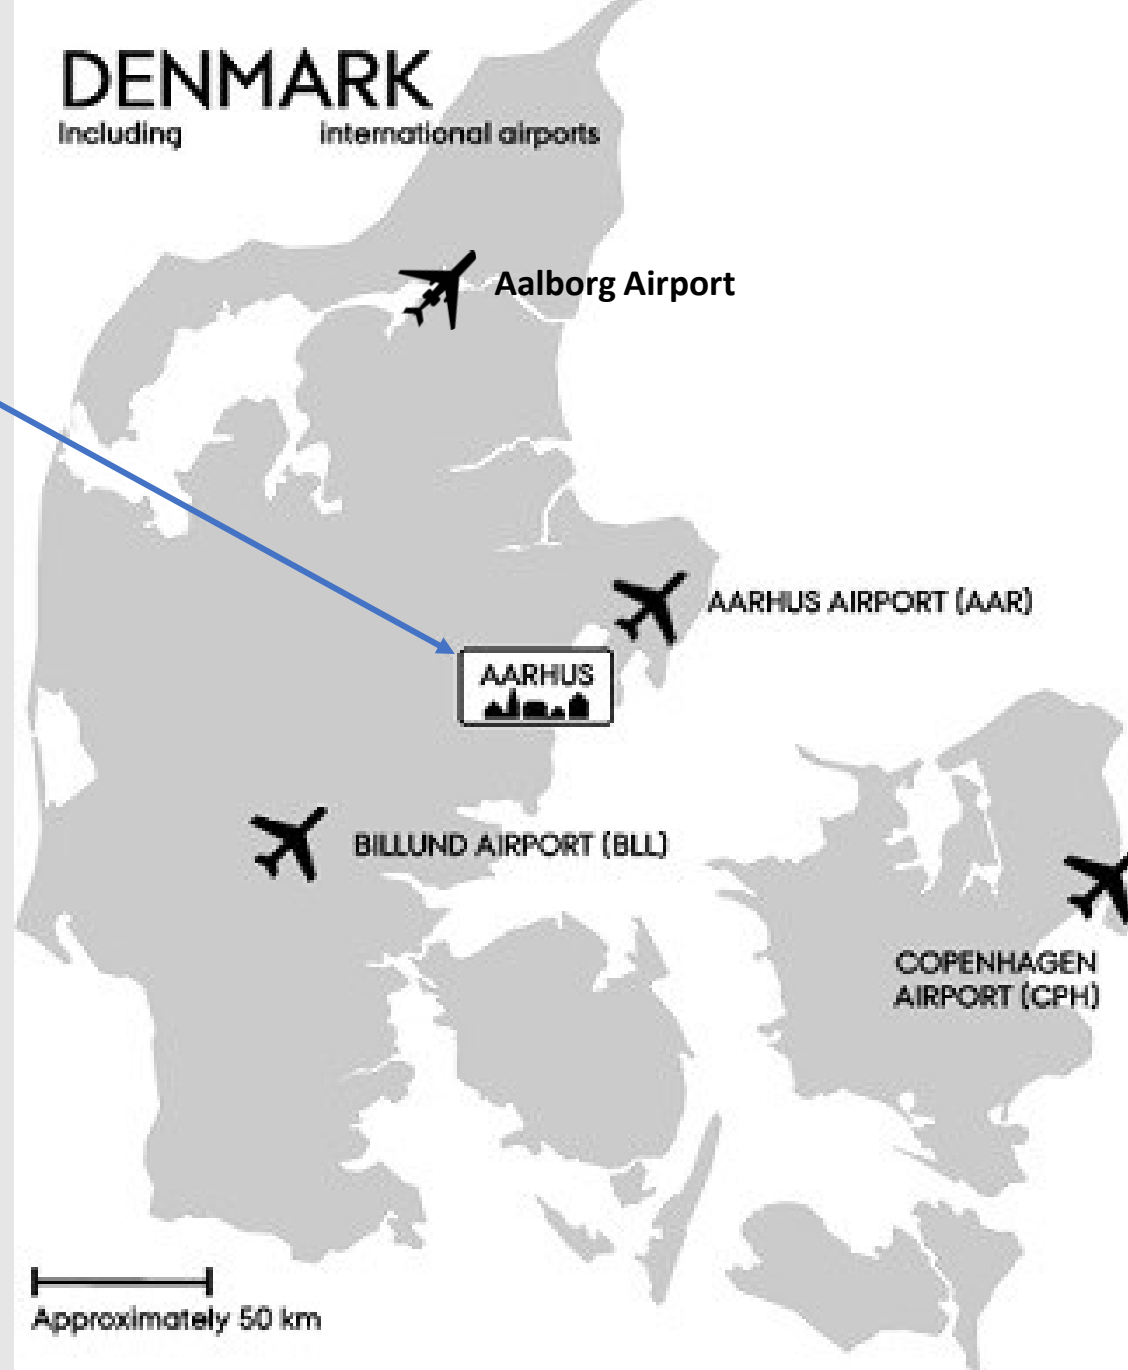 DENMARK
Including international airports
Aalborg Airport
AARHUS AIRPORT (AAR)
AARHUS
BILLUND AIRPORT (BLL)
COPENHAGEN
AIRPORT (CPH)
Approximately 50 km